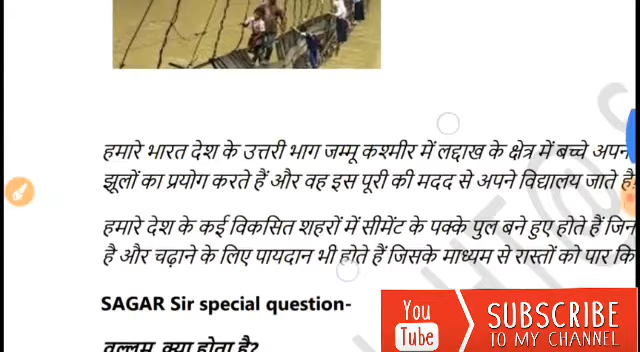 हमारे भारत देश के उत्तरी भाग जम्मू कश्मीर में लद्दाख के क्षेत्र में बच्चे अपन
झूलों का प्रयोग करते हैं और वह इस पूरी की मदद से अपने विद्यालय जाते है
हमारे देश के कई विकसित शहरों में सीमेंट के पक्के पुल बने हुए होते हैं जिन
है और चढ़ाने के लिए पायदान भी होते हैं जिसके माध्यम से रास्तों को पार कि
SAGAR Sir special question-
वल्लम क्या होता है?
You Tube
SUBSCRIBE
TO MY CHANNEL